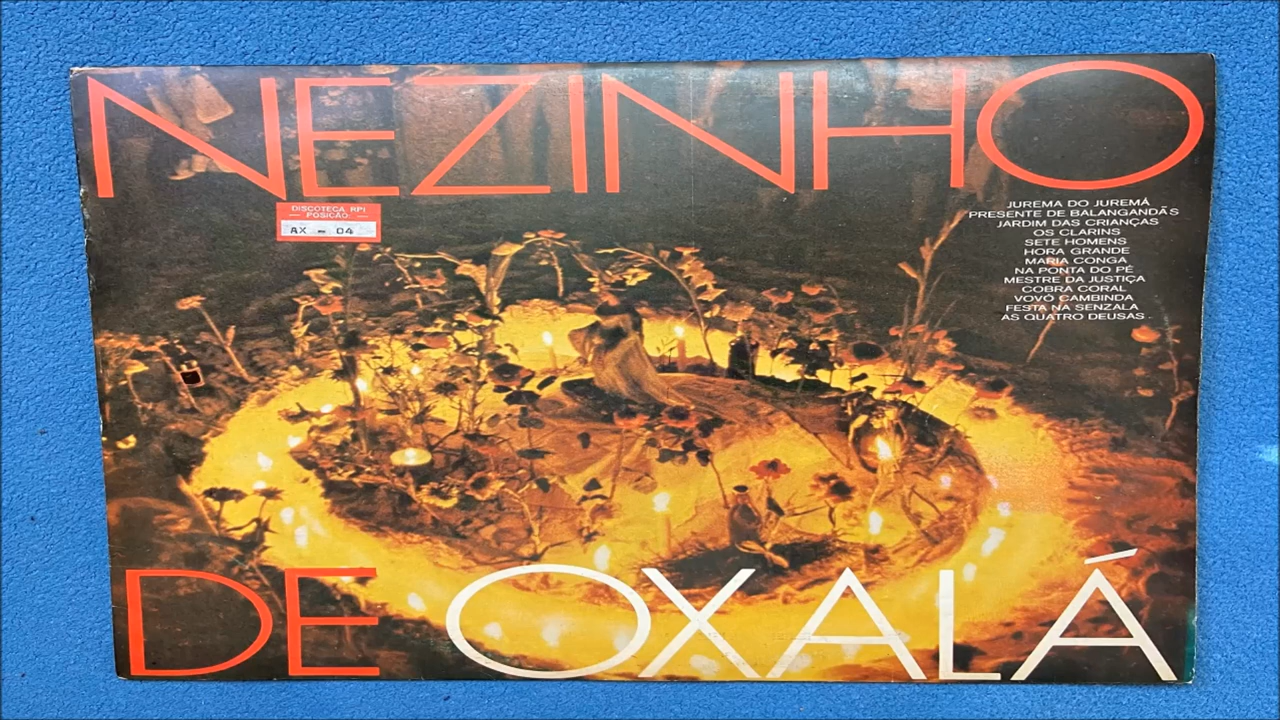 NEZINHO
DISCOTECA RPI
POSIÇÃO:
AX - 04
JUREMA DO JUREMÁ
PRESENTE DE BALANGANDÃS
JARDIM DAS CRIANÇAS
OS CLARINS
SETE HOMENS
HORA GRANDE
MARIA CONGA
NA PONTA DO PÉ
MESTRE DA JUSTIÇA
COBRA CORAL
VOVÓ CAMBINDA
FESTA NA SENZALA
AS QUATRO DEUSAS
DE OXALÁ